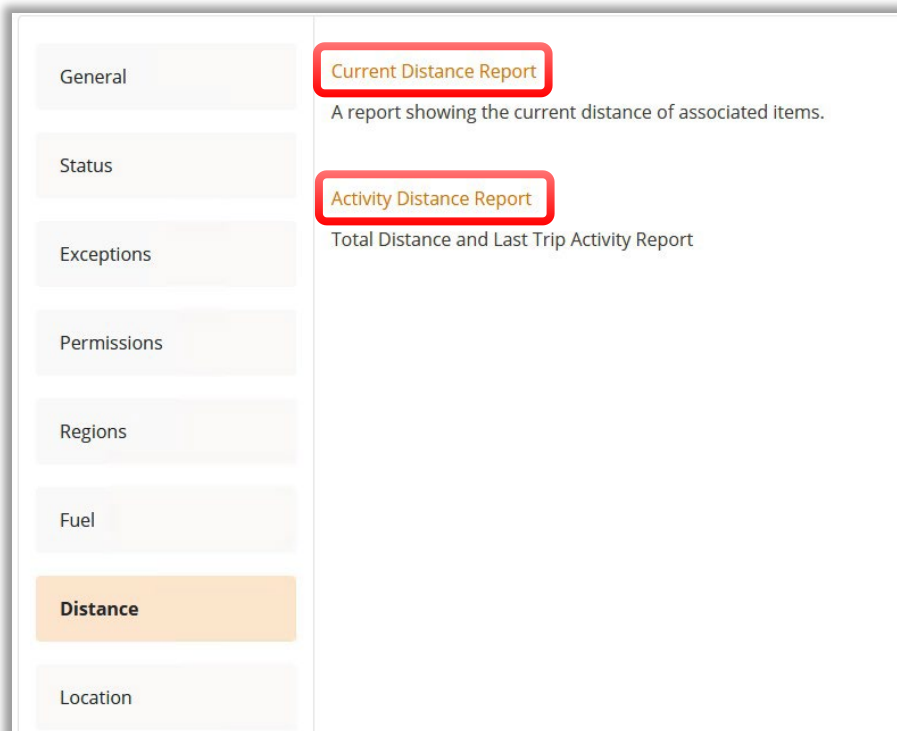 General
Status
Exceptions
Permissions
Regions
Fuel
Distance
Location
Current Distance Report
A report showing the current distance of associated items.
Activity Distance Report
Total Distance and Last Trip Activity Report